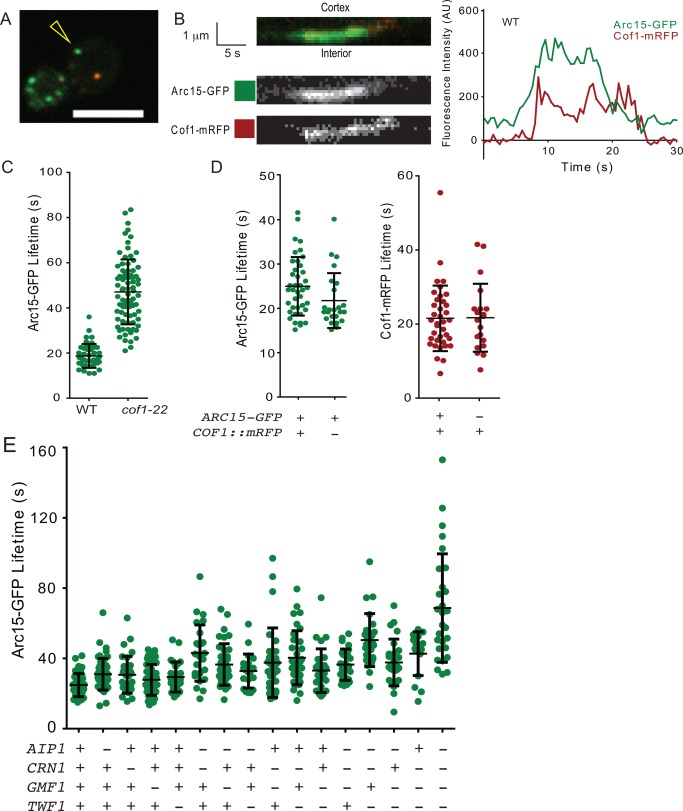 A
B
Cortex
1 µm
5 s
Interior
Arc15-GFP
Cof1-mRFP
Fluorescence Intensity (AU)
600
400
200
0
WT
Arc15-GFP
Cof1-mRFP
10 20 30
Time (s)
C
Arc15-GFP Lifetime (s)
100
80
60
40
20
0
WT cof1-22
D
Arc15-GFP Lifetime (s)
50
40
30
20
10
0
Cof1-mRFP Lifetime (s)
60
40
20
0
ARC15-GFP + + + −
COF1::mRFP + − + +
E
Arc15-GFP Lifetime (s)
160
120
80
40
0
AIP1 + − + + + − − − + + + − − − + −
CRN1 + + − + + − + + − − + − − + − −
GMF1 + + + − + + − + − + − − + − − −
TWF1 + + + + − + + − + − − + − − − −